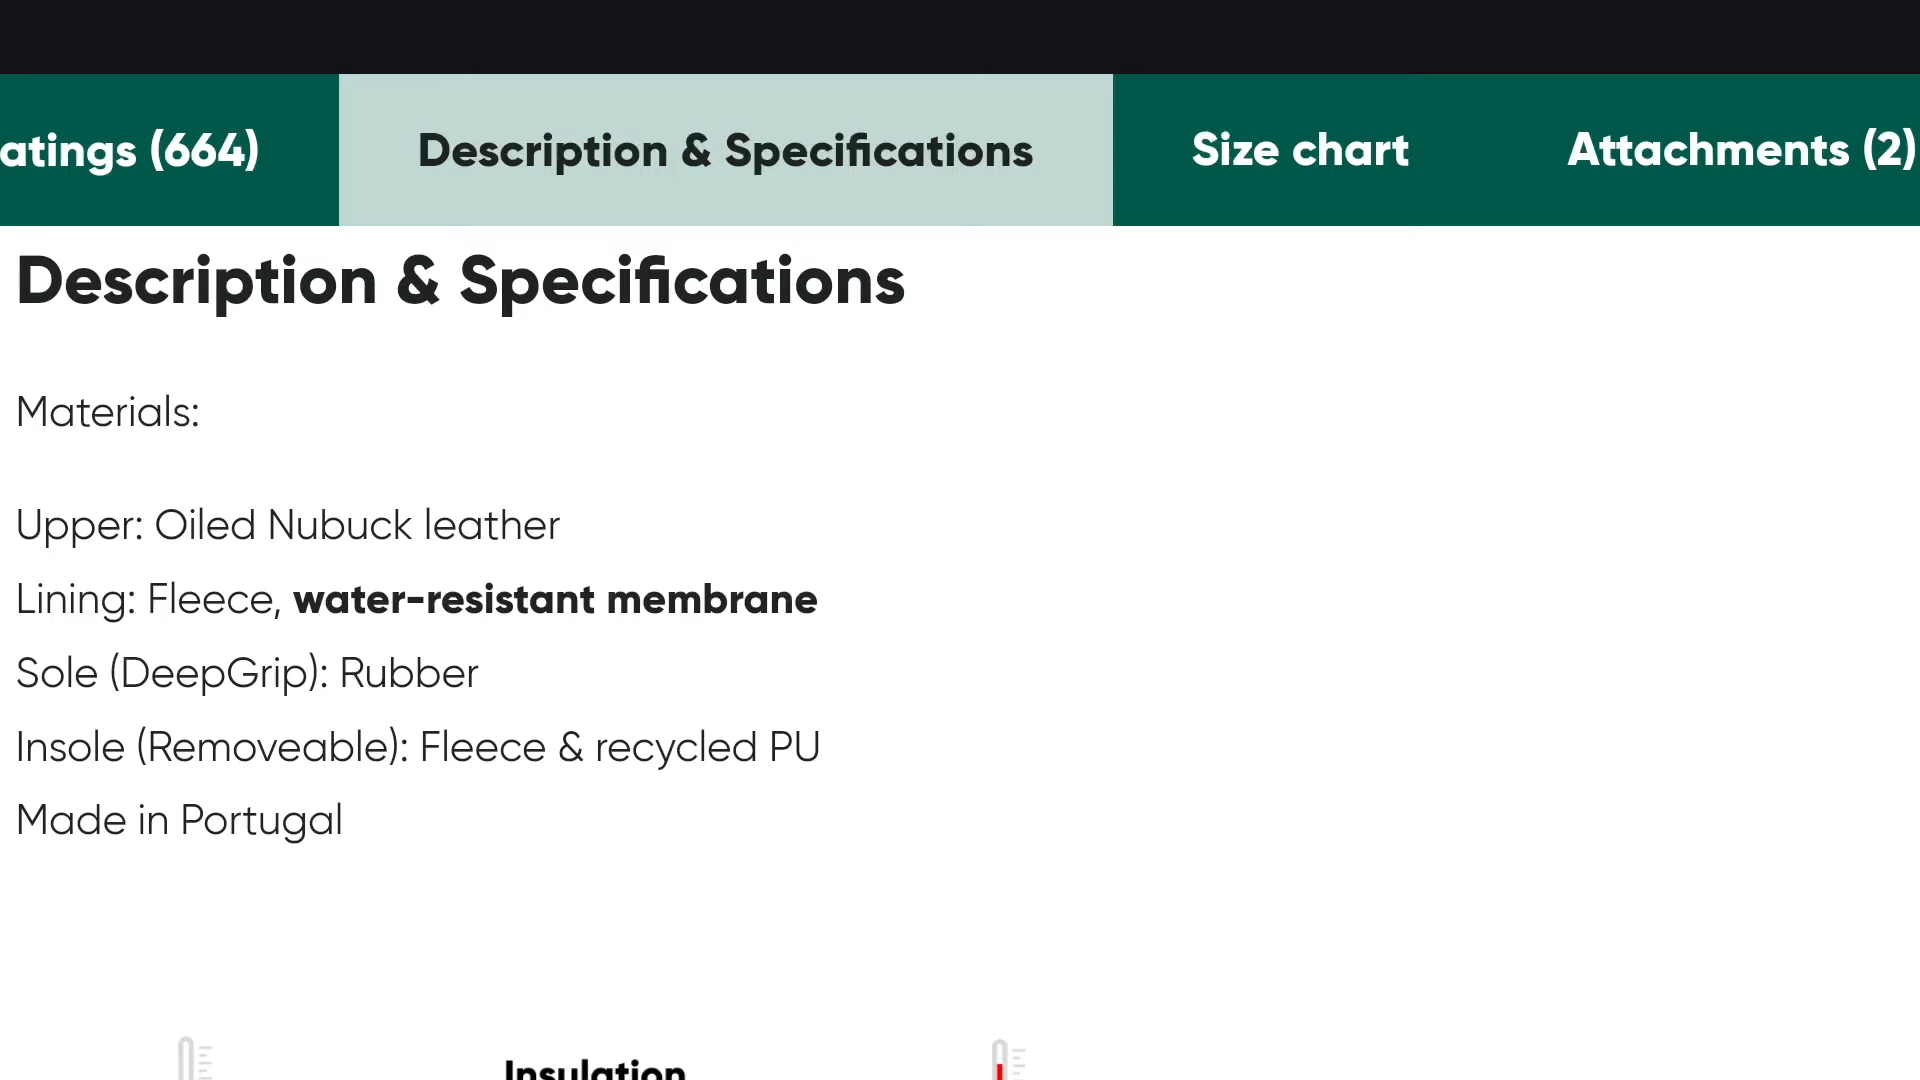 atings (664)
Description & Specifications
Size chart
Attachments (2)
Description & Specifications
Materials:
Upper: Oiled Nubuck leather
Lining: Fleece, water-resistant membrane
Sole (DeepGrip): Rubber
Insole (Removeable): Fleece & recycled PU
Made in Portugal
Insulation